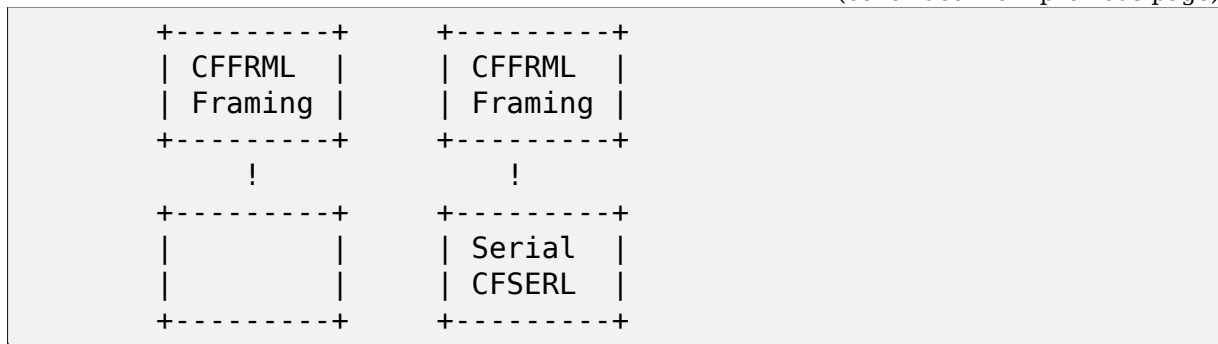 +---------+     +---------+
| CFFRML  |     | CFFRML  |
| Framing |     | Framing |
+---------+     +---------+
     !              !
+---------+     +---------+
|         |     | Serial  |
|         |     | CFSERL  |
+---------+     +---------+